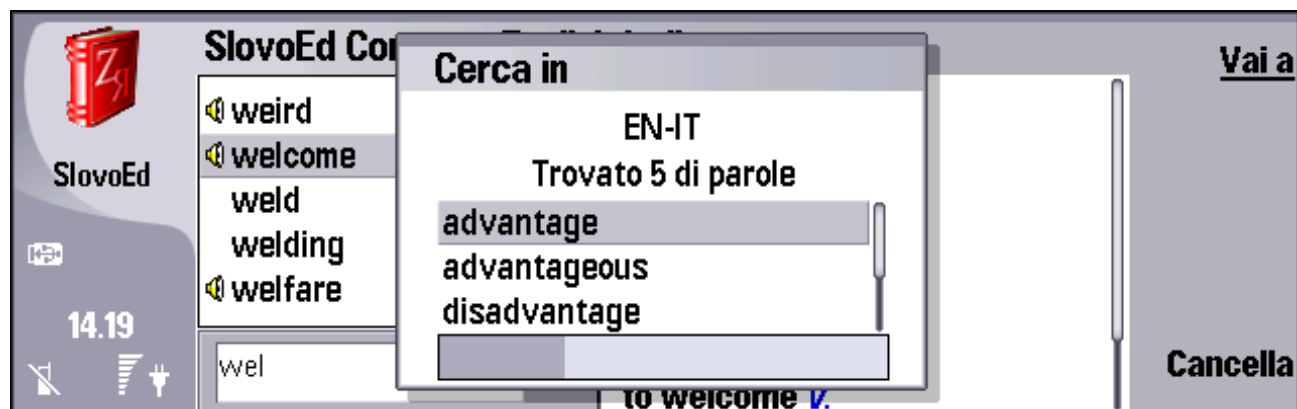 SlovoEd
14.19
SlovoEd Co
weird
welcome
weld
welding
welfare
wel
Cerca in
EN-IT
Trovato 5 di parole
advantage
advantageous
disadvantage
to welcome v.
Vai a
Cancella